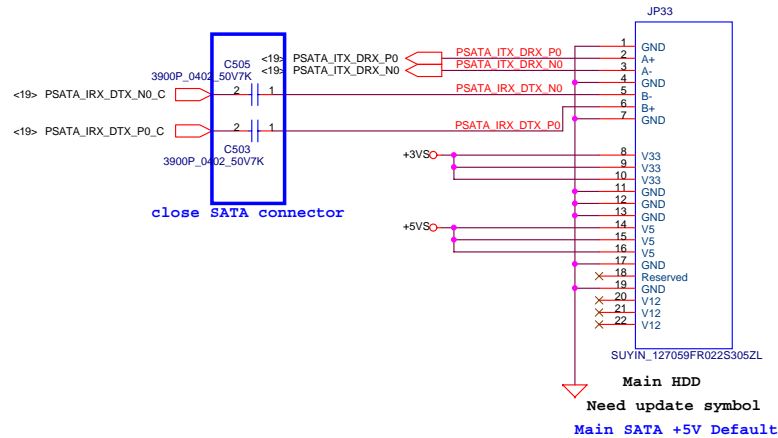 JP33
1 GND
<19> PSATA_ITX_DRX_P0 PSATA_ITX_DRX_P0 2 A+
<19> PSATA_ITX_DRX_N0 PSATA_ITX_DRX_N0 3 A-
4 GND
C505
3900P_0402_50V7K
<19> PSATA_IRX_DTX_N0_C 2 1 PSATA_IRX_DTX_N0 5 B-
6 B+
<19> PSATA_IRX_DTX_P0_C 2 1 PSATA_IRX_DTX_P0
7 GND
C503
3900P_0402_50V7K
close SATA connector
+3VS 8 V33
9 V33
10 V33
11 GND
12 GND
13 GND
+5VS 14 V5
15 V5
16 V5
17 GND
18 Reserved
19 GND
20 V12
21 V12
22 V12
SUYIN_127059FR022S305ZL
Main HDD
Need update symbol
Main SATA +5V Default